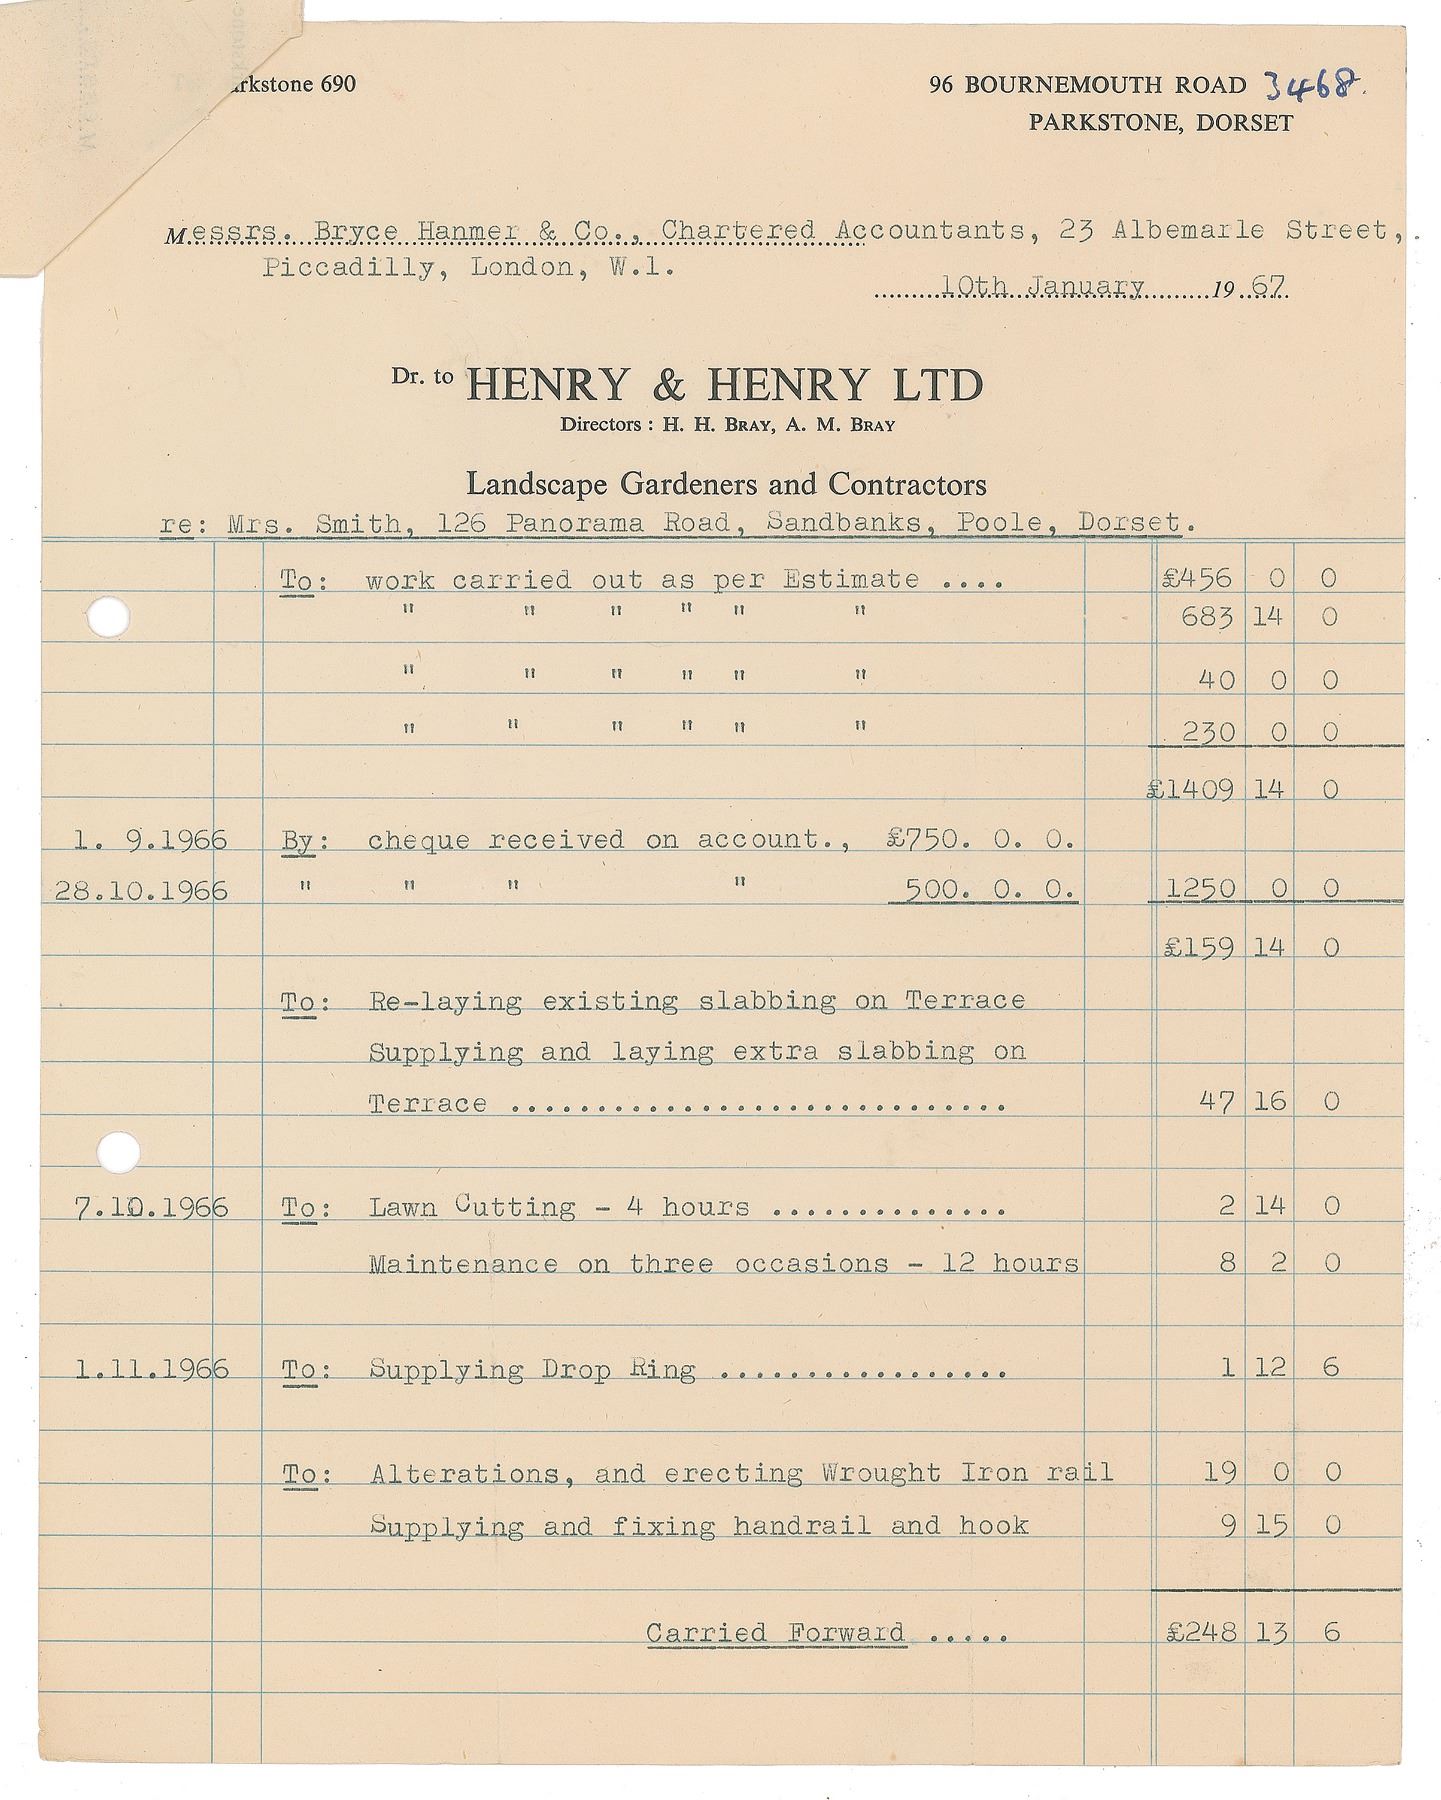 arkstone 690
96 BOURNEMOUTH ROAD 3468.
PARKSTONE, DORSET
Messrs. Bryce Hanmer & Co., Chartered Accountants, 23 Albemarle Street,.
Piccadilly, London, W.1.
10th January 19 67
Dr. to HENRY & HENRY LTD
Directors : H. H. BRAY, A. M. BRAY
Landscape Gardeners and Contractors
re: Mrs. Smith, 126 Panorama Road, Sandbanks, Poole, Dorset.
To: work carried out as per Estimate .... £456 0 0
" " " " " " 683 14 0
" " " " " " 40 0 0
" " " " " " 230 0 0
£1409 14 0
1. 9.1966 By: cheque received on account., £750. 0. 0.
28.10.1966 " " " " 500. 0. 0. 1250 0 0
£159 14 0
To: Re-laying existing slabbing on Terrace
Supplying and laying extra slabbing on
Terrace ............................. 47 16 0
7.10.1966 To: Lawn Cutting - 4 hours .............. 2 14 0
Maintenance on three occasions - 12 hours 8 2 0
1.11.1966 To: Supplying Drop Ring ................. 1 12 6
To: Alterations, and erecting Wrought Iron rail 19 0 0
Supplying and fixing handrail and hook 9 15 0
Carried Forward ..... £248 13 6